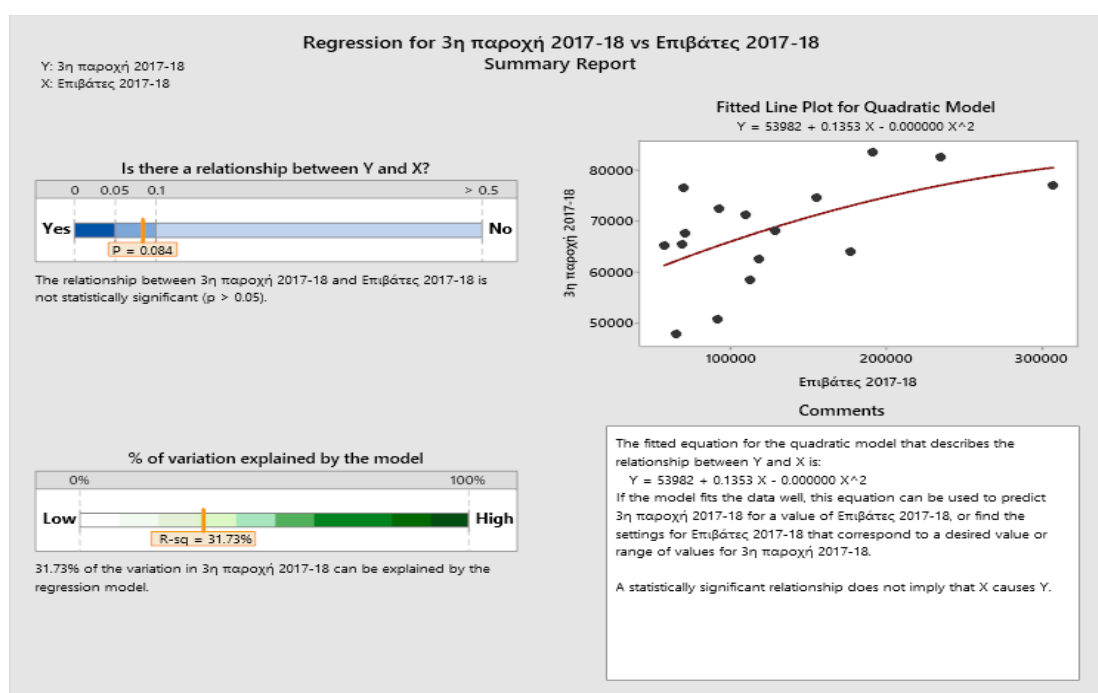 Regression for 3η παροχή 2017-18 vs Επιβάτες 2017-18
Summary Report
Y: 3η παροχή 2017-18
X: Επιβάτες 2017-18
Is there a relationship between Y and X?
0 0.05 0.1 > 0.5
Yes No
P = 0.084
The relationship between 3η παροχή 2017-18 and Επιβάτες 2017-18 is
not statistically significant (p > 0.05).
% of variation explained by the model
0% 100%
Low High
R-sq = 31.73%
31.73% of the variation in 3η παροχή 2017-18 can be explained by the
regression model.
Fitted Line Plot for Quadratic Model
Y = 53982 + 0.1353 X - 0.000000 X^2
80000
70000
60000
50000
3η παροχή 2017-18
100000 200000 300000
Επιβάτες 2017-18
Comments
The fitted equation for the quadratic model that describes the
relationship between Y and X is:
Y = 53982 + 0.1353 X - 0.000000 X^2
If the model fits the data well, this equation can be used to predict
3η παροχή 2017-18 for a value of Επιβάτες 2017-18, or find the
settings for Επιβάτες 2017-18 that correspond to a desired value or
range of values for 3η παροχή 2017-18.
A statistically significant relationship does not imply that X causes Y.